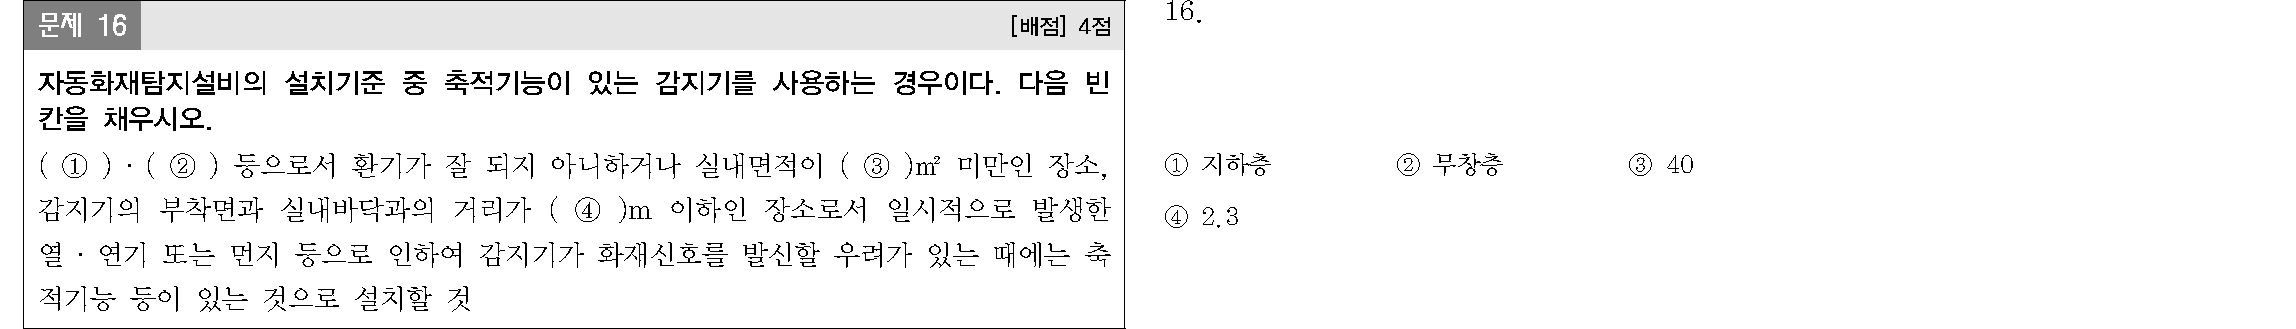 문제 16
[배점] 4점
자동화재탐지설비의 설치기준 중 축적기능이 있는 감지기를 사용하는 경우이다. 다음 빈
칸을 채우시오.
( ① ) · ( ② ) 등으로서 환기가 잘 되지 아니하거나 실내면적이 ( ③ )㎡ 미만인 장소,
감지기의 부착면과 실내바닥과의 거리가 ( ④ )m 이하인 장소로서 일시적으로 발생한
열 · 연기 또는 먼지 등으로 인하여 감지기가 화재신호를 발신할 우려가 있는 때에는 축
적기능 등이 있는 것으로 설치할 것
16.
① 지하층 ② 무창층 ③ 40
④ 2.3